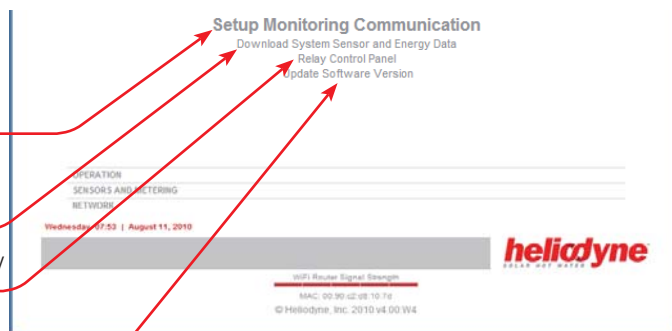 Setup Monitoring Communication
Download System Sensor and Energy Data
Relay Control Panel
Update Software Version
OPERATION
SENSORS AND METERING
NETWORK
Wednesday 07:53 | August 11, 2010
heliodyne
SOLAR HOT WATER
WiFi Router Signal Strength
MAC: 00:90:c2:d8:10:7d
© Heliodyne, Inc. 2010 v4.00 W4